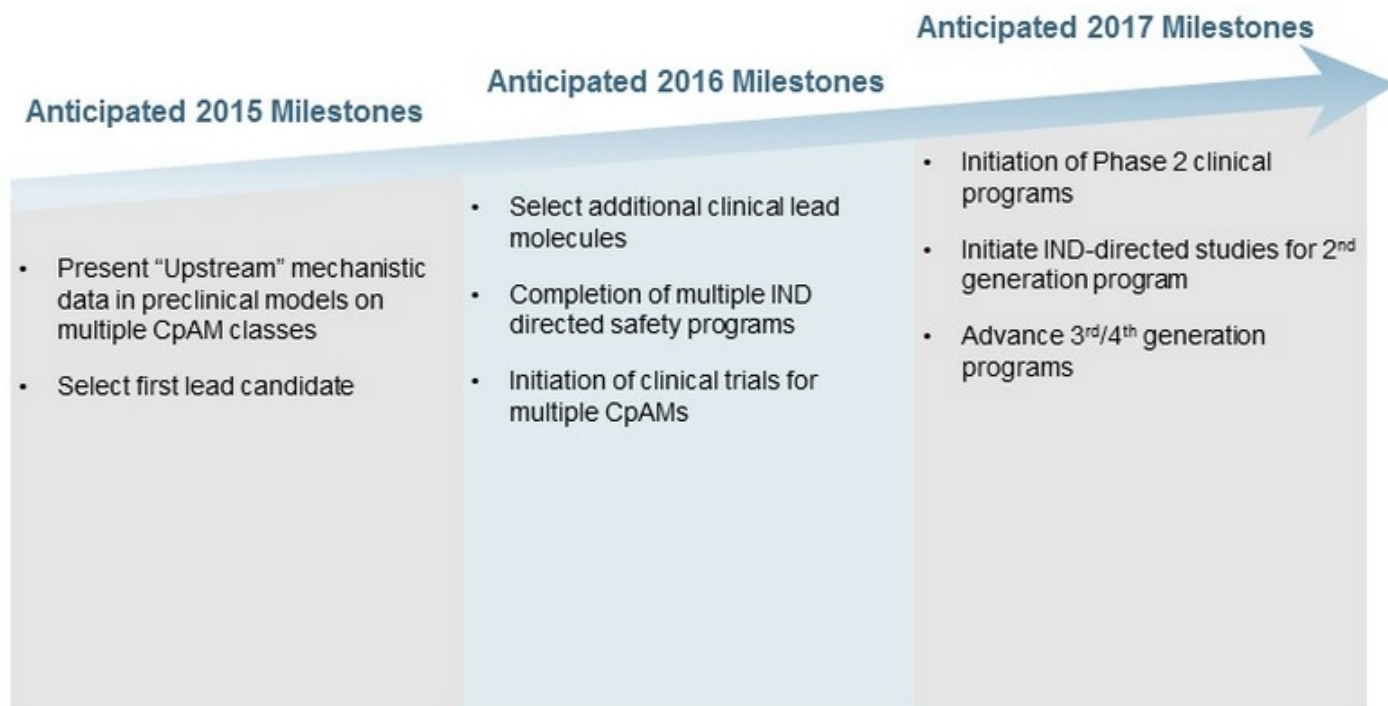 Anticipated 2015 Milestones
• Present “Upstream” mechanistic
data in preclinical models on
multiple CpAM classes
• Select first lead candidate
Anticipated 2016 Milestones
• Select additional clinical lead
molecules
• Completion of multiple IND
directed safety programs
• Initiation of clinical trials for
multiple CpAMs
Anticipated 2017 Milestones
• Initiation of Phase 2 clinical
programs
• Initiate IND-directed studies for 2nd
generation program
• Advance 3rd/4th generation
programs